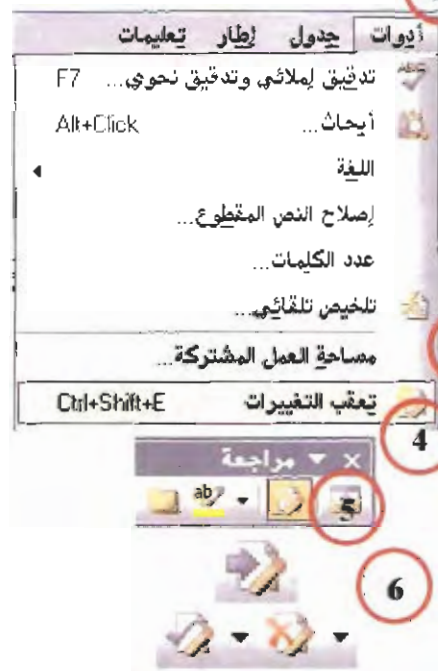 أدوات جدول إطار تعليمات
تدقيق إملائي وتدقيق نحوي... F7
أبحاث... Alt+Click
اللغة
إصلاح النص المقطوع...
عدد الكلمات...
تلخيص تلقائي...
مساحة العمل المشتركة...
تعقب التغييرات Ctrl+Shift+E
4
مراجعة
ab
5
6